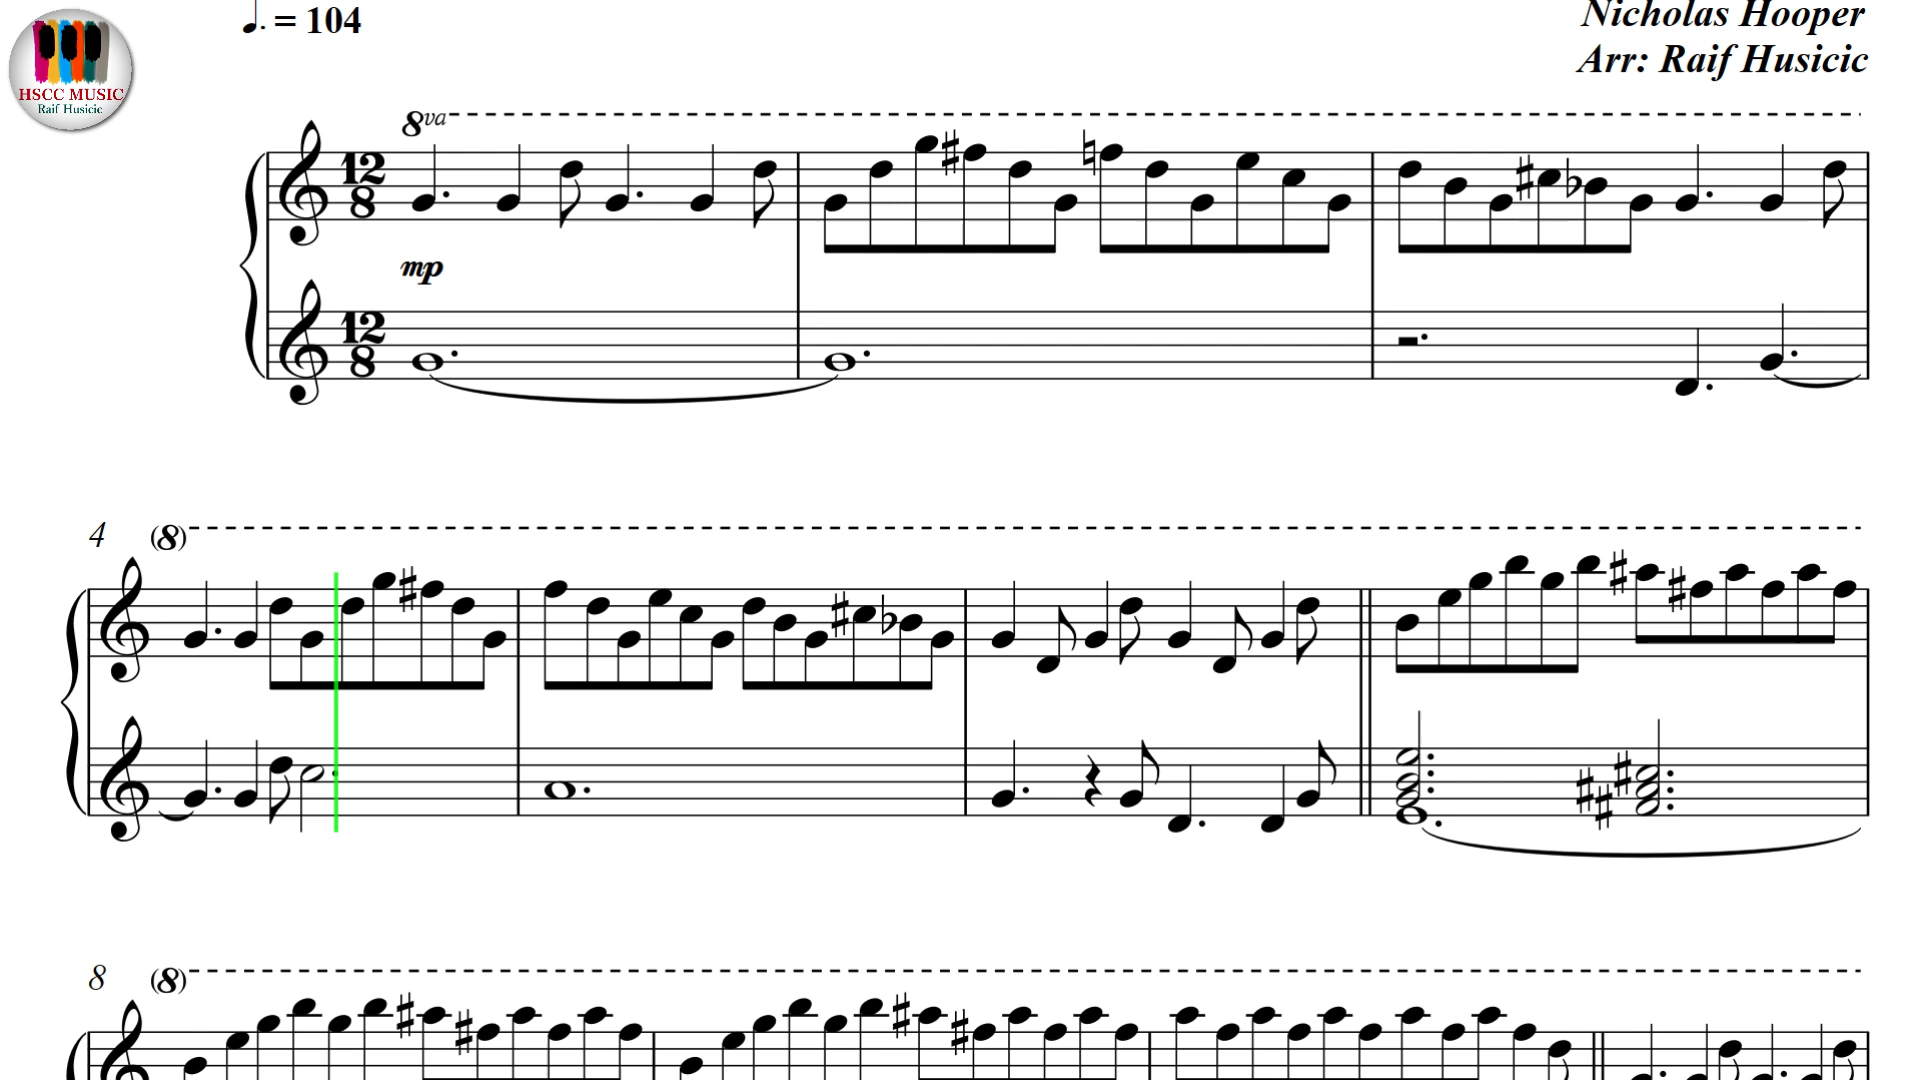 ♩. = 104
Nicholas Hooper
Arr: Raif Husicic
HSCC MUSIC
Raif Husicic
8va
12
8
mp
12
8
4
(8)
8
(8)